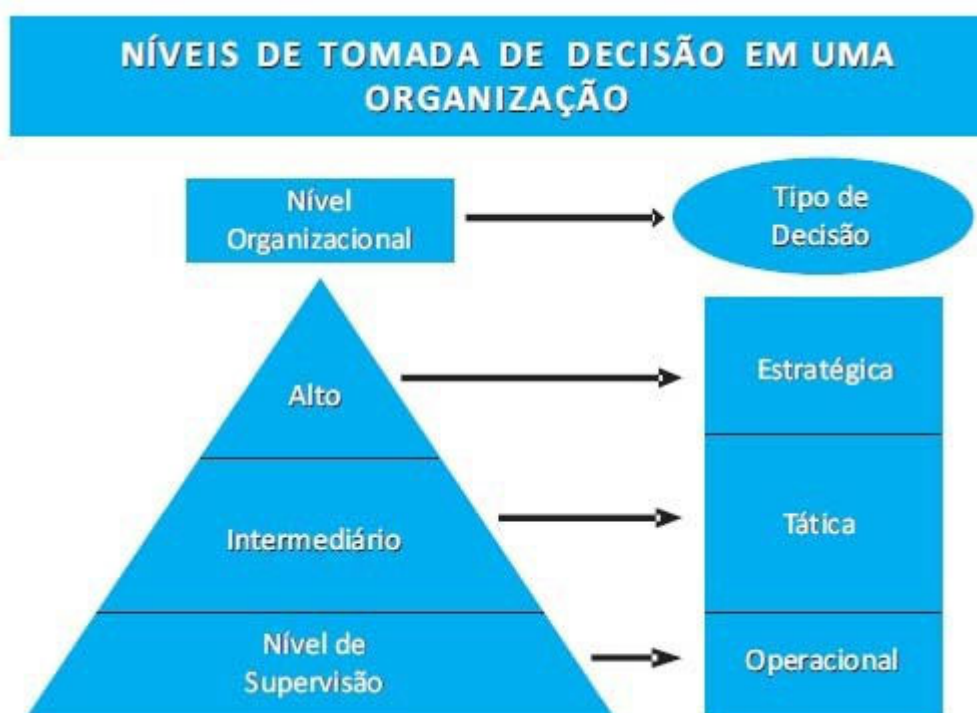 NÍVEIS DE TOMADA DE DECISÃO EM UMA
ORGANIZAÇÃO
Nível
Organizacional
Tipo de
Decisão
Alto
Estratégica
Intermediário
Tática
Nível de
Supervisão
Operacional